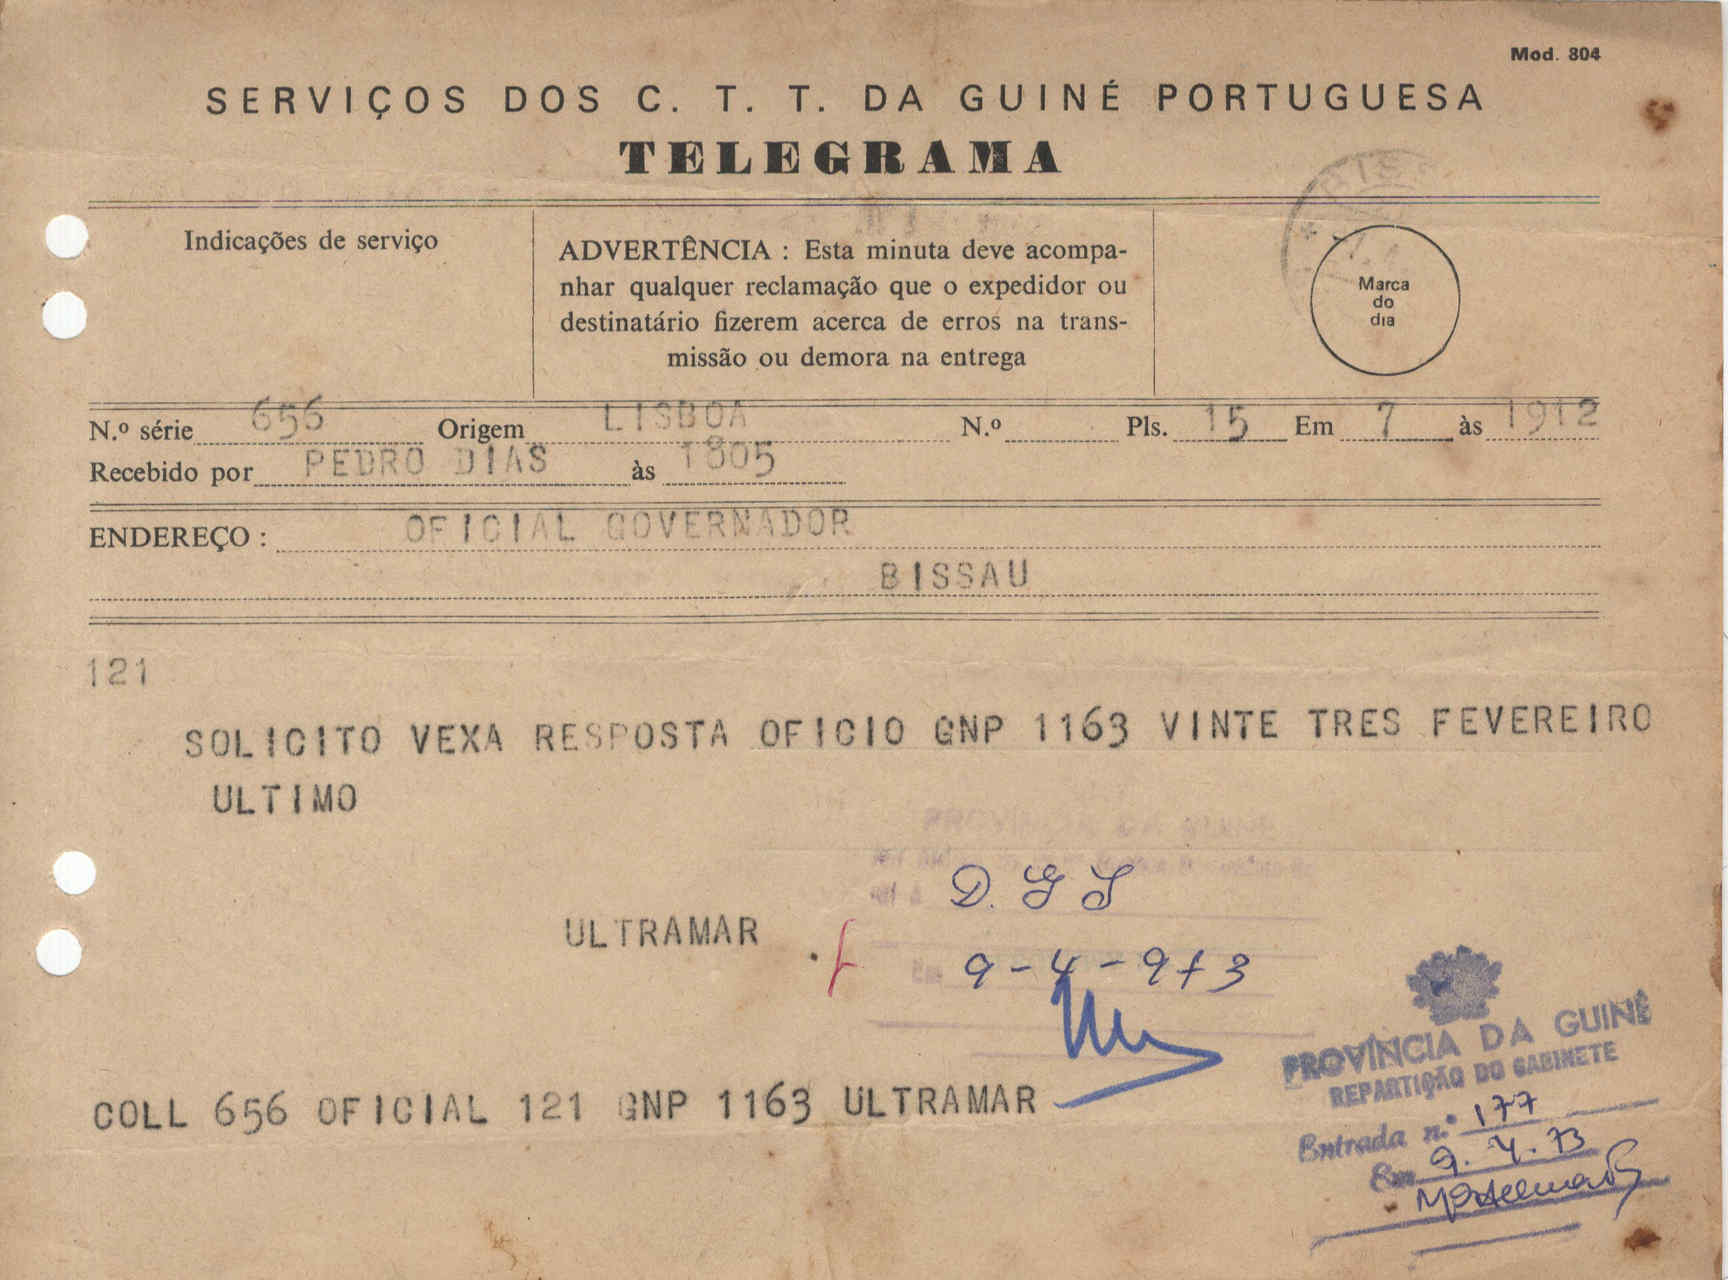 Mod. 804
SERVIÇOS DOS C. T. T. DA GUINÉ PORTUGUESA
TELEGRAMA
Indicações de serviço
ADVERTÊNCIA : Esta minuta deve acompa-
nhar qualquer reclamação que o expedidor ou
destinatário fizerem acerca de erros na trans-
missão ou demora na entrega
Marca
do
dia
N.º série 656 Origem LISBOA N.º Pls. 15 Em 7 às 1912
Recebido por PEDRO DIAS às 1805
ENDEREÇO : OFICIAL GOVERNADOR
BISSAU
121
SOLICITO VEXA RESPOSTA OFICIO GNP 1163 VINTE TRES FEVEREIRO
ULTIMO
PROVINCIA DA GUINÉ
D. G S
ULTRAMAR
9-4-973
PROVÍNCIA DA GUINÉ
REPARTIÇÃO DO GABINETE
COLL 656 OFICIAL 121 GNP 1163 ULTRAMAR
Entrada n.º 177
Em 9. 4. 73